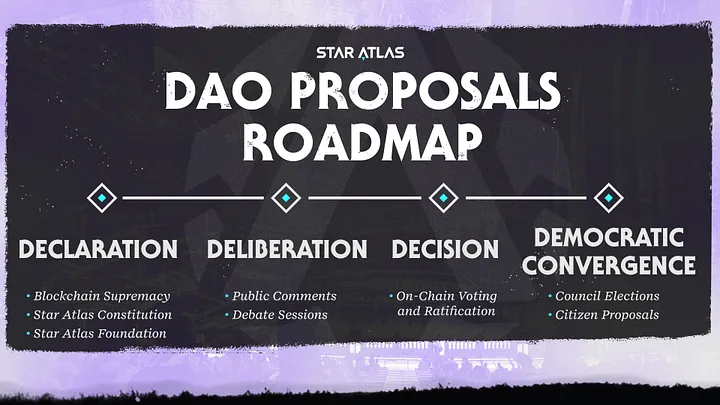 STAR ATLAS
DAO PROPOSALS
ROADMAP
DECLARATION
• Blockchain Supremacy
• Star Atlas Constitution
• Star Atlas Foundation
DELIBERATION
• Public Comments
• Debate Sessions
DECISION
• On-Chain Voting
and Ratification
DEMOCRATIC
CONVERGENCE
• Council Elections
• Citizen Proposals